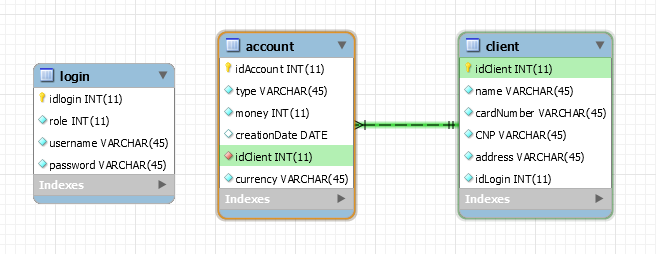 login
idlogin INT(11)
role INT(11)
username VARCHAR(45)
password VARCHAR(45)
Indexes
account
idAccount INT(11)
type VARCHAR(45)
money INT(11)
creationDate DATE
idClient INT(11)
currency VARCHAR(45)
Indexes
client
idClient INT(11)
name VARCHAR(45)
cardNumber VARCHAR(45)
CNP VARCHAR(45)
address VARCHAR(45)
idLogin INT(11)
Indexes